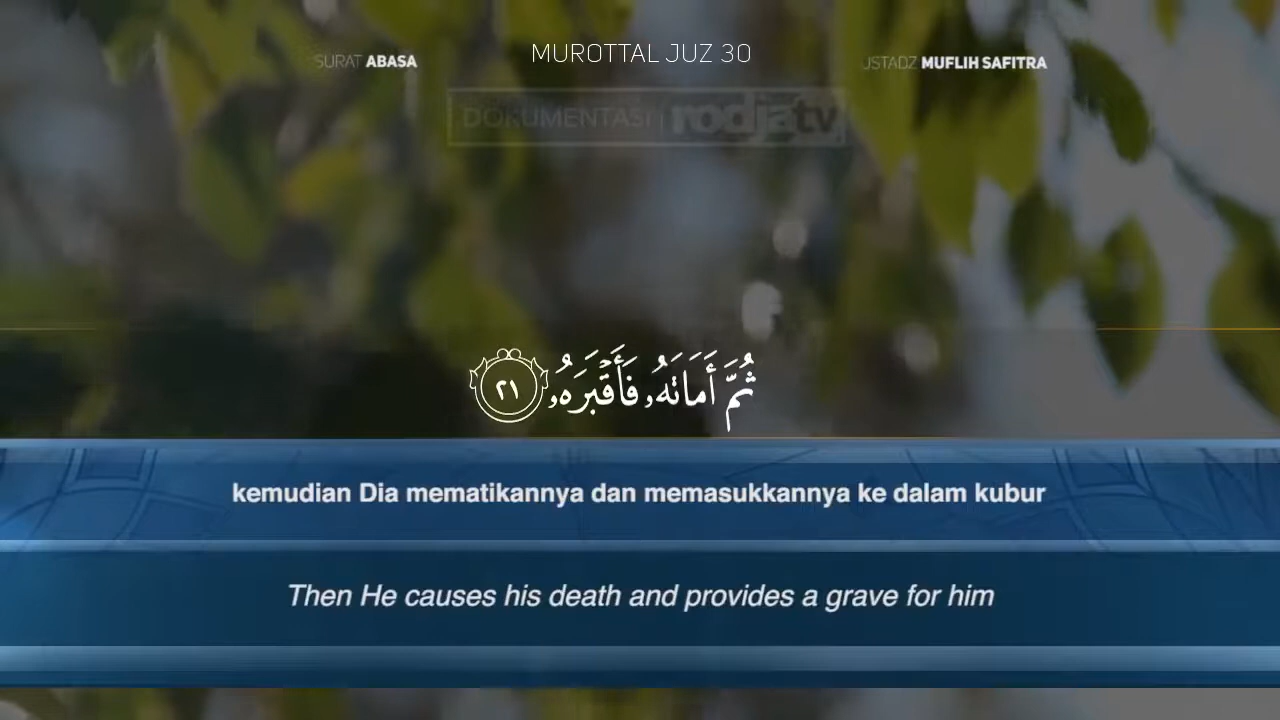 SURAT ABASA MUROTTAL JUZ 30 USTADZ MUFLIH SAFITRA
DOKUMENTASI | rodjatv
ثُمَّ أَمَاتَهُۥ فَأَقۡبَرَهُۥ ٢١
kemudian Dia mematikannya dan memasukkannya ke dalam kubur
Then He causes his death and provides a grave for him